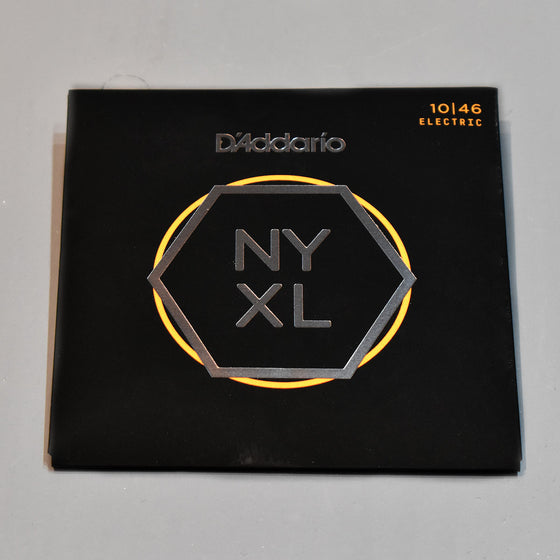 10|46
ELECTRIC
D'Addario
NY
XL